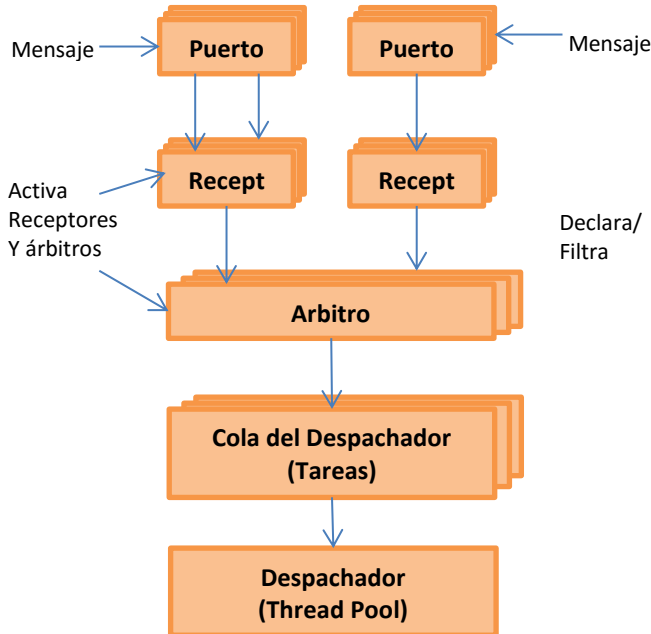 Mensaje
Puerto
Puerto
Mensaje
Recept
Recept
Activa
Receptores
Y árbitros
Declara/
Filtra
Arbitro
Cola del Despachador
(Tareas)
Despachador
(Thread Pool)